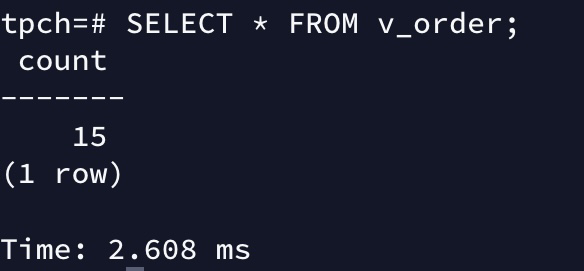 tpch=# SELECT * FROM v_order;
count
-------
15
(1 row)
Time: 2.608 ms